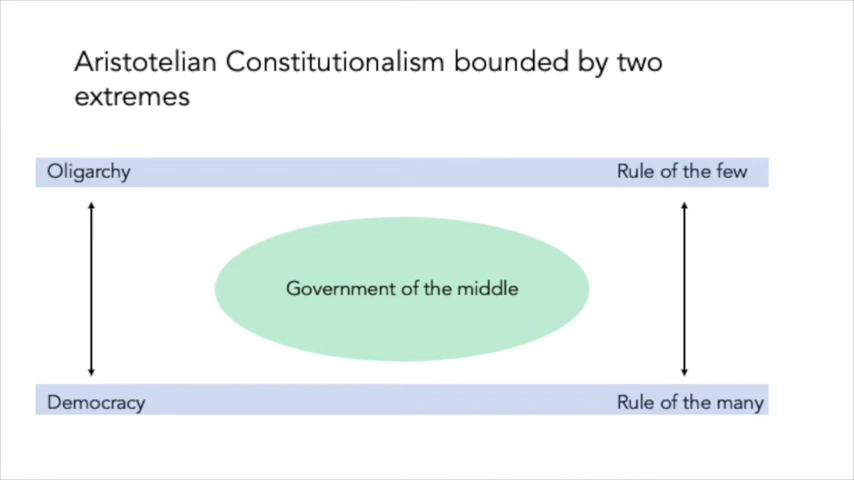 Aristotelian Constitutionalism bounded by two
extremes
Oligarchy Rule of the few
Government of the middle
Democracy Rule of the many